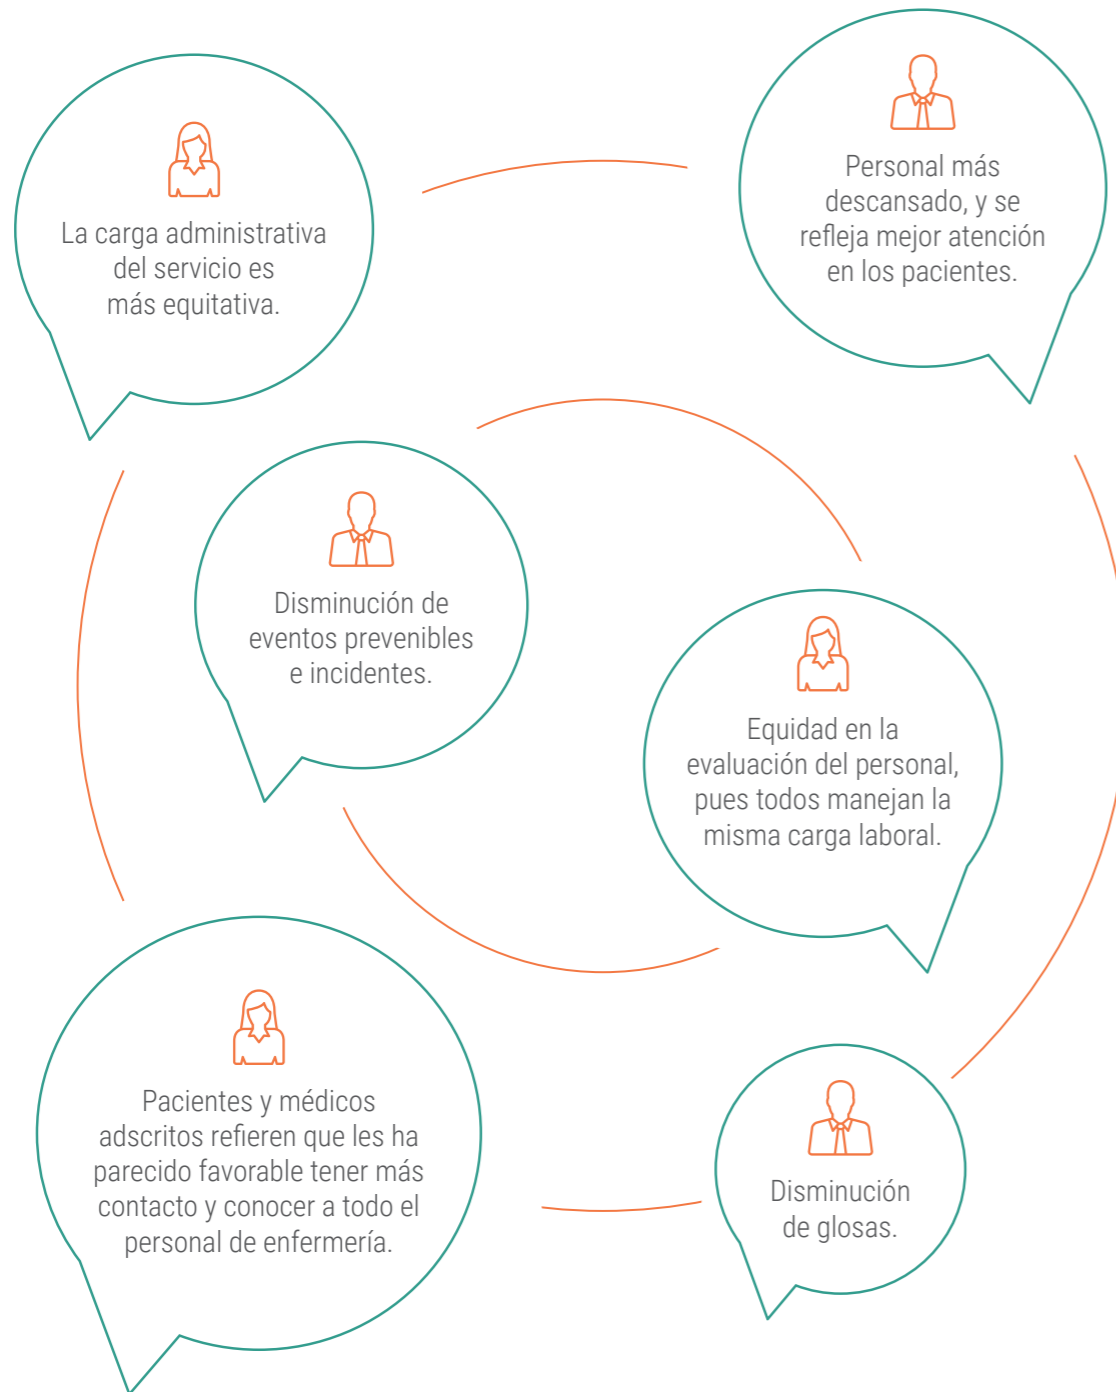 La carga administrativa
del servicio es
más equitativa.
Personal más
descansado, y se
refleja mejor atención
en los pacientes.
Disminución de
eventos prevenibles
e incidentes.
Equidad en la
evaluación del personal,
pues todos manejan la
misma carga laboral.
Pacientes y médicos
adscritos refieren que les ha
parecido favorable tener más
contacto y conocer a todo el
personal de enfermería.
Disminución
de glosas.